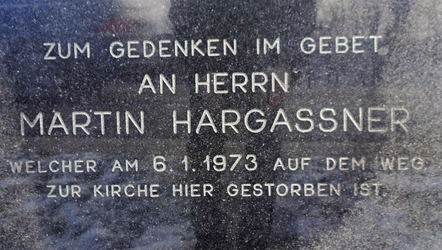 ZUM GEDENKEN IM GEBET
AN HERRN
MARTIN HARGASSNER
WELCHER AM 6.1.1973 AUF DEM WEG
ZUR KIRCHE HIER GESTORBEN IST.